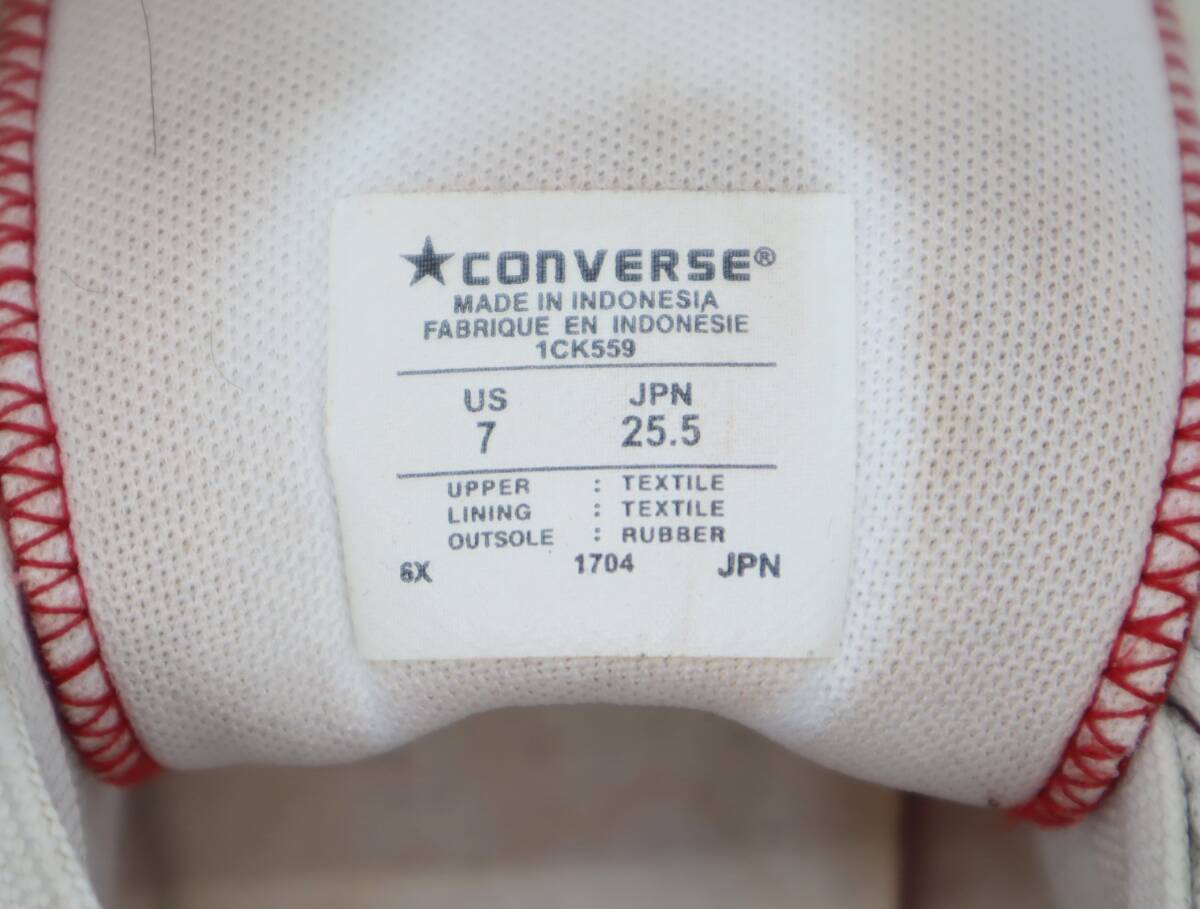 ★CONVERSE®
MADE IN INDONESIA
FABRIQUE EN INDONESIE
1CK559
US JPN
7 25.5
UPPER : TEXTILE
LINING : TEXTILE
OUTSOLE : RUBBER
6X 1704 JPN